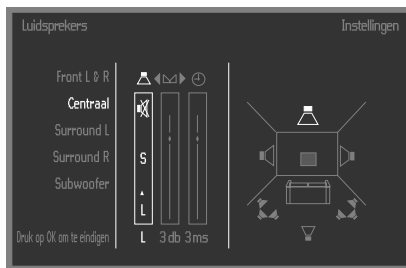 Luidsprekers
Instellingen
Front L & R
Centraal
Surround L
Surround R
S
Subwoofer
L
Druk op OK om te eindigen
L 3 db 3 ms